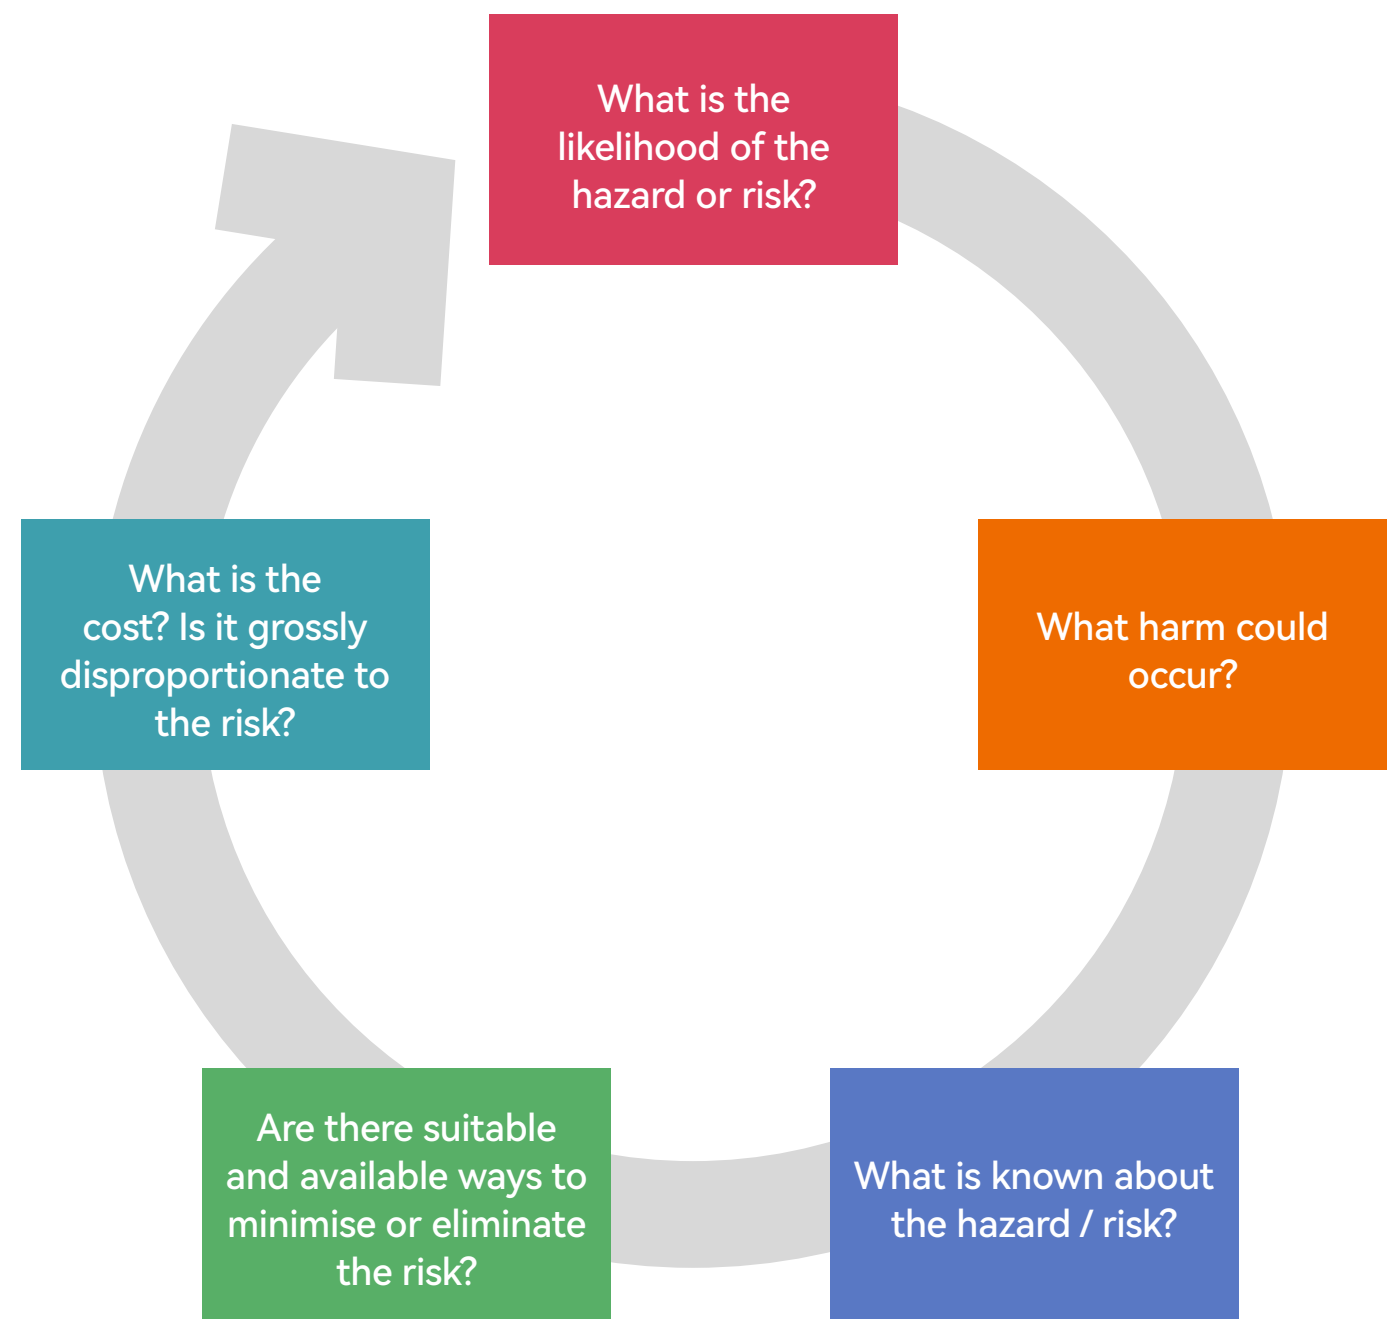 What is the
likelihood of the
hazard or risk?
What harm could
occur?
What is known about
the hazard / risk?
Are there suitable
and available ways to
minimise or eliminate
the risk?
What is the
cost? Is it grossly
disproportionate to
the risk?